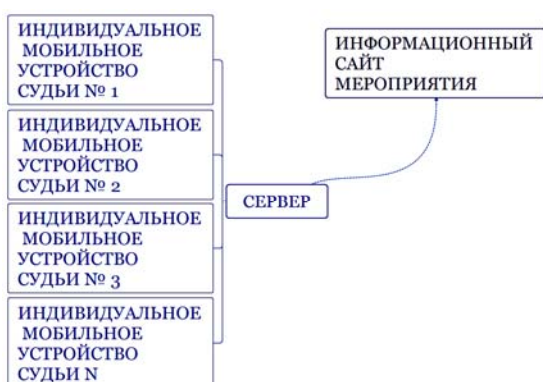 ИНДИВИДУАЛЬНОЕ
МОБИЛЬНОЕ
УСТРОЙСТВО
СУДЬИ № 1
ИНДИВИДУАЛЬНОЕ
МОБИЛЬНОЕ
УСТРОЙСТВО
СУДЬИ № 2
ИНДИВИДУАЛЬНОЕ
МОБИЛЬНОЕ
УСТРОЙСТВО
СУДЬИ № 3
ИНДИВИДУАЛЬНОЕ
МОБИЛЬНОЕ
УСТРОЙСТВО
СУДЬИ N
СЕРВЕР
ИНФОРМАЦИОННЫЙ
САЙТ
МЕРОПРИЯТИЯ